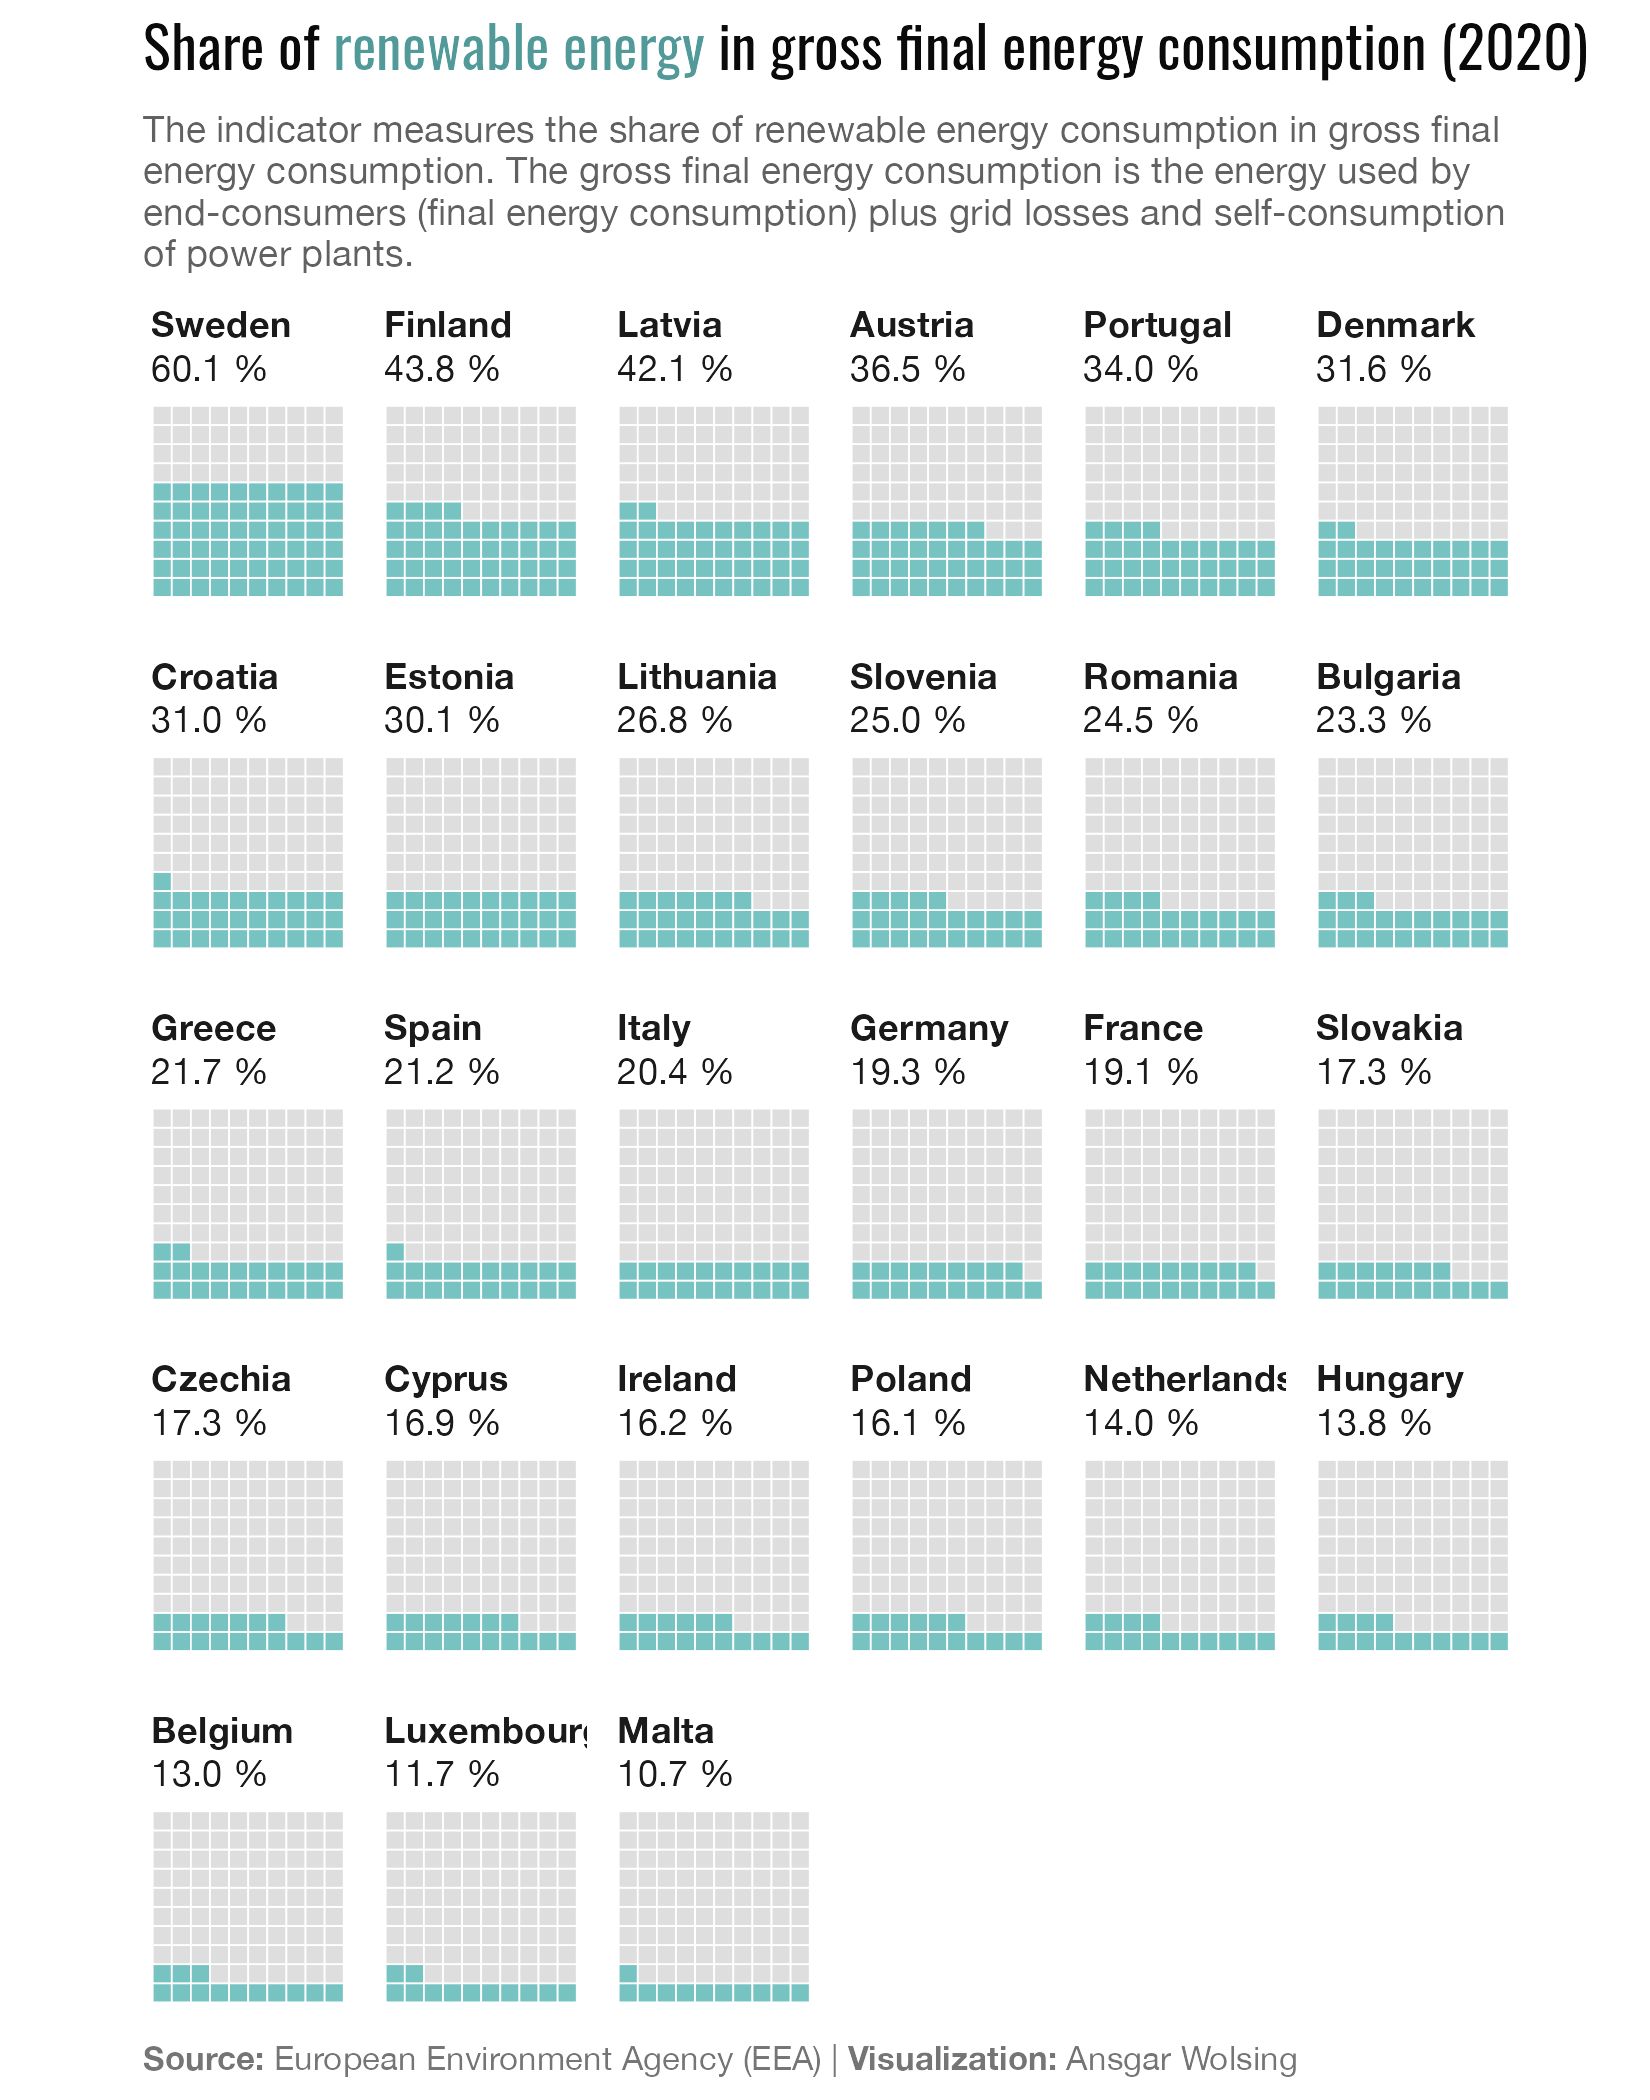 Share of renewable energy in gross final energy consumption (2020)
The indicator measures the share of renewable energy consumption in gross final
energy consumption. The gross final energy consumption is the energy used by
end-consumers (final energy consumption) plus grid losses and self-consumption
of power plants.
Sweden Finland Latvia Austria Portugal Denmark
60.1 % 43.8 % 42.1 % 36.5 % 34.0 % 31.6 %
Croatia Estonia Lithuania Slovenia Romania Bulgaria
31.0 % 30.1 % 26.8 % 25.0 % 24.5 % 23.3 %
Greece Spain Italy Germany France Slovakia
21.7 % 21.2 % 20.4 % 19.3 % 19.1 % 17.3 %
Czechia Cyprus Ireland Poland Netherlands Hungary
17.3 % 16.9 % 16.2 % 16.1 % 14.0 % 13.8 %
Belgium Luxembourg Malta
13.0 % 11.7 % 10.7 %
Source: European Environment Agency (EEA) | Visualization: Ansgar Wolsing